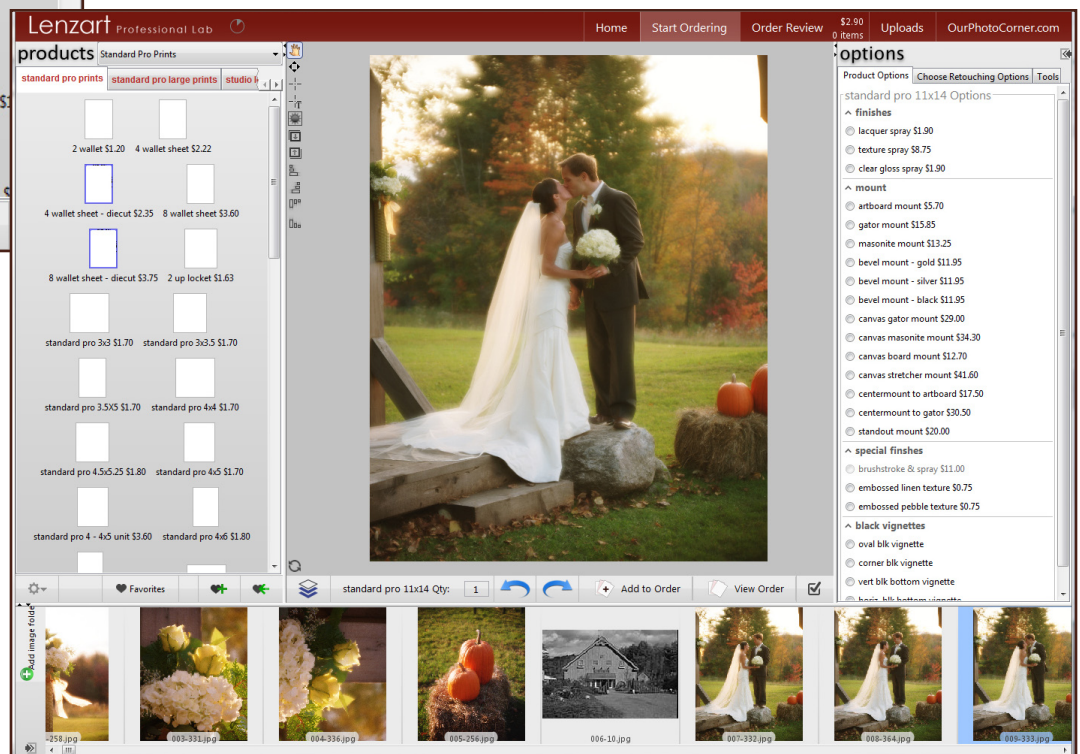 Lenzart Professional Lab
Home
Start Ordering
Order Review
$2.90
0 items
Uploads
OurPhotoCorner.com
products
Standard Pro Prints
standard pro prints
standard pro large prints
studio
2 wallet $1.20
4 wallet sheet $2.22
4 wallet sheet - diecut $2.35
8 wallet sheet $3.60
8 wallet sheet - diecut $3.75
2 up locket $1.63
standard pro 3x3 $1.70
standard pro 3x3.5 $1.70
standard pro 3.5X5 $1.70
standard pro 4x4 $1.70
standard pro 4.5x5.25 $1.80
standard pro 4x5 $1.70
standard pro 4 - 4x5 unit $3.60
standard pro 4x6 $1.80
Favorites
standard pro 11x14 Qty:
1
Add to Order
View Order
options
Product Options
Choose Retouching Options
Tools
standard pro 11x14 Options
finishes
lacquer spray $1.90
texture spray $8.75
clear gloss spray $1.90
mount
artboard mount $5.70
gator mount $15.85
masonite mount $13.25
bevel mount - gold $11.95
bevel mount - silver $11.95
bevel mount - black $11.95
canvas gator mount $29.00
canvas masonite mount $34.30
canvas board mount $12.70
canvas stretcher mount $41.60
centermount to artboard $17.50
centermount to gator $30.50
standout mount $20.00
special finshes
brushstroke & spray $11.00
embossed linen texture $0.75
embossed pebble texture $0.75
black vignettes
oval blk vignette
corner blk vignette
vert blk bottom vignette
horiz. blk bottom vignette
Add image folde
-258.jpg
003-331.jpg
004-336.jpg
005-256.jpg
006-10.jpg
007-332.jpg
008-364.jpg
009-333.jpg